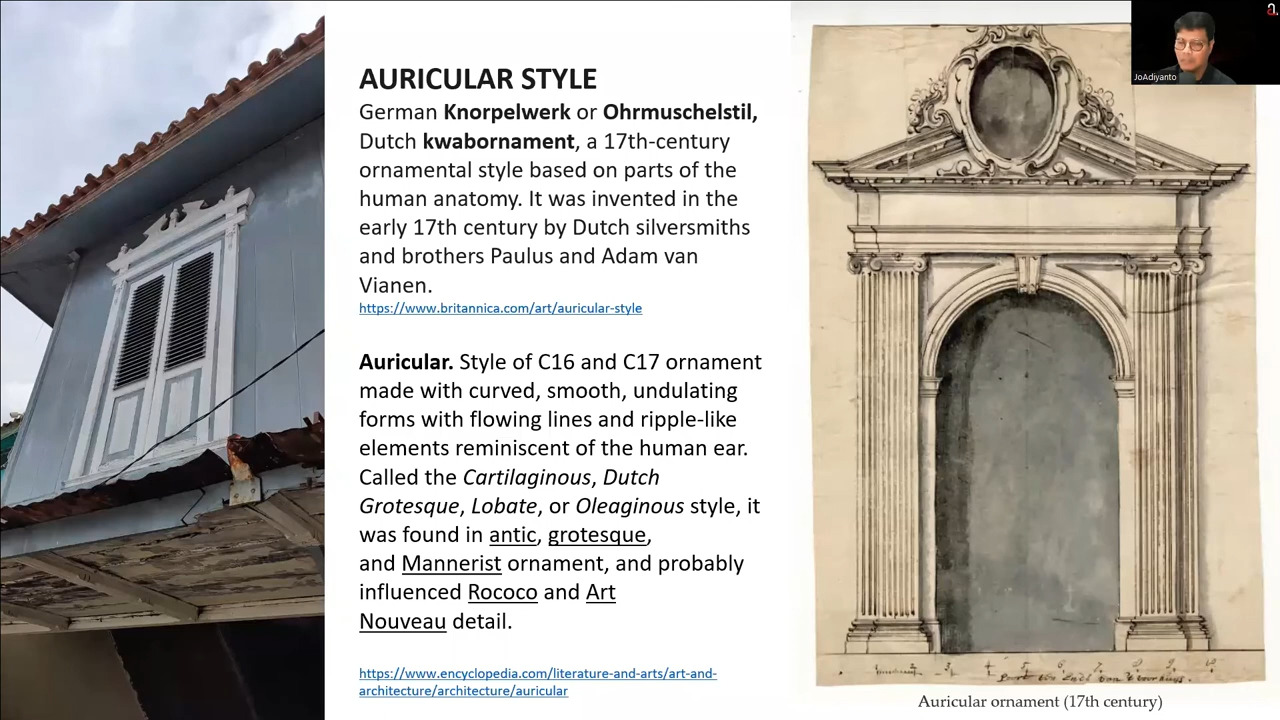 AURICULAR STYLE
German Knorpelwerk or Ohrmuschelstil,
Dutch kwabornament, a 17th-century
ornamental style based on parts of the
human anatomy. It was invented in the
early 17th century by Dutch silversmiths
and brothers Paulus and Adam van
Vianen.
https://www.britannica.com/art/auricular-style
Auricular. Style of C16 and C17 ornament
made with curved, smooth, undulating
forms with flowing lines and ripple-like
elements reminiscent of the human ear.
Called the Cartilaginous, Dutch
Grotesque, Lobate, or Oleaginous style, it
was found in antic, grotesque,
and Mannerist ornament, and probably
influenced Rococo and Art
Nouveau detail.
https://www.encyclopedia.com/literature-and-arts/art-and-
architecture/architecture/auricular
JoAdiyanto
a.
Auricular ornament (17th century)